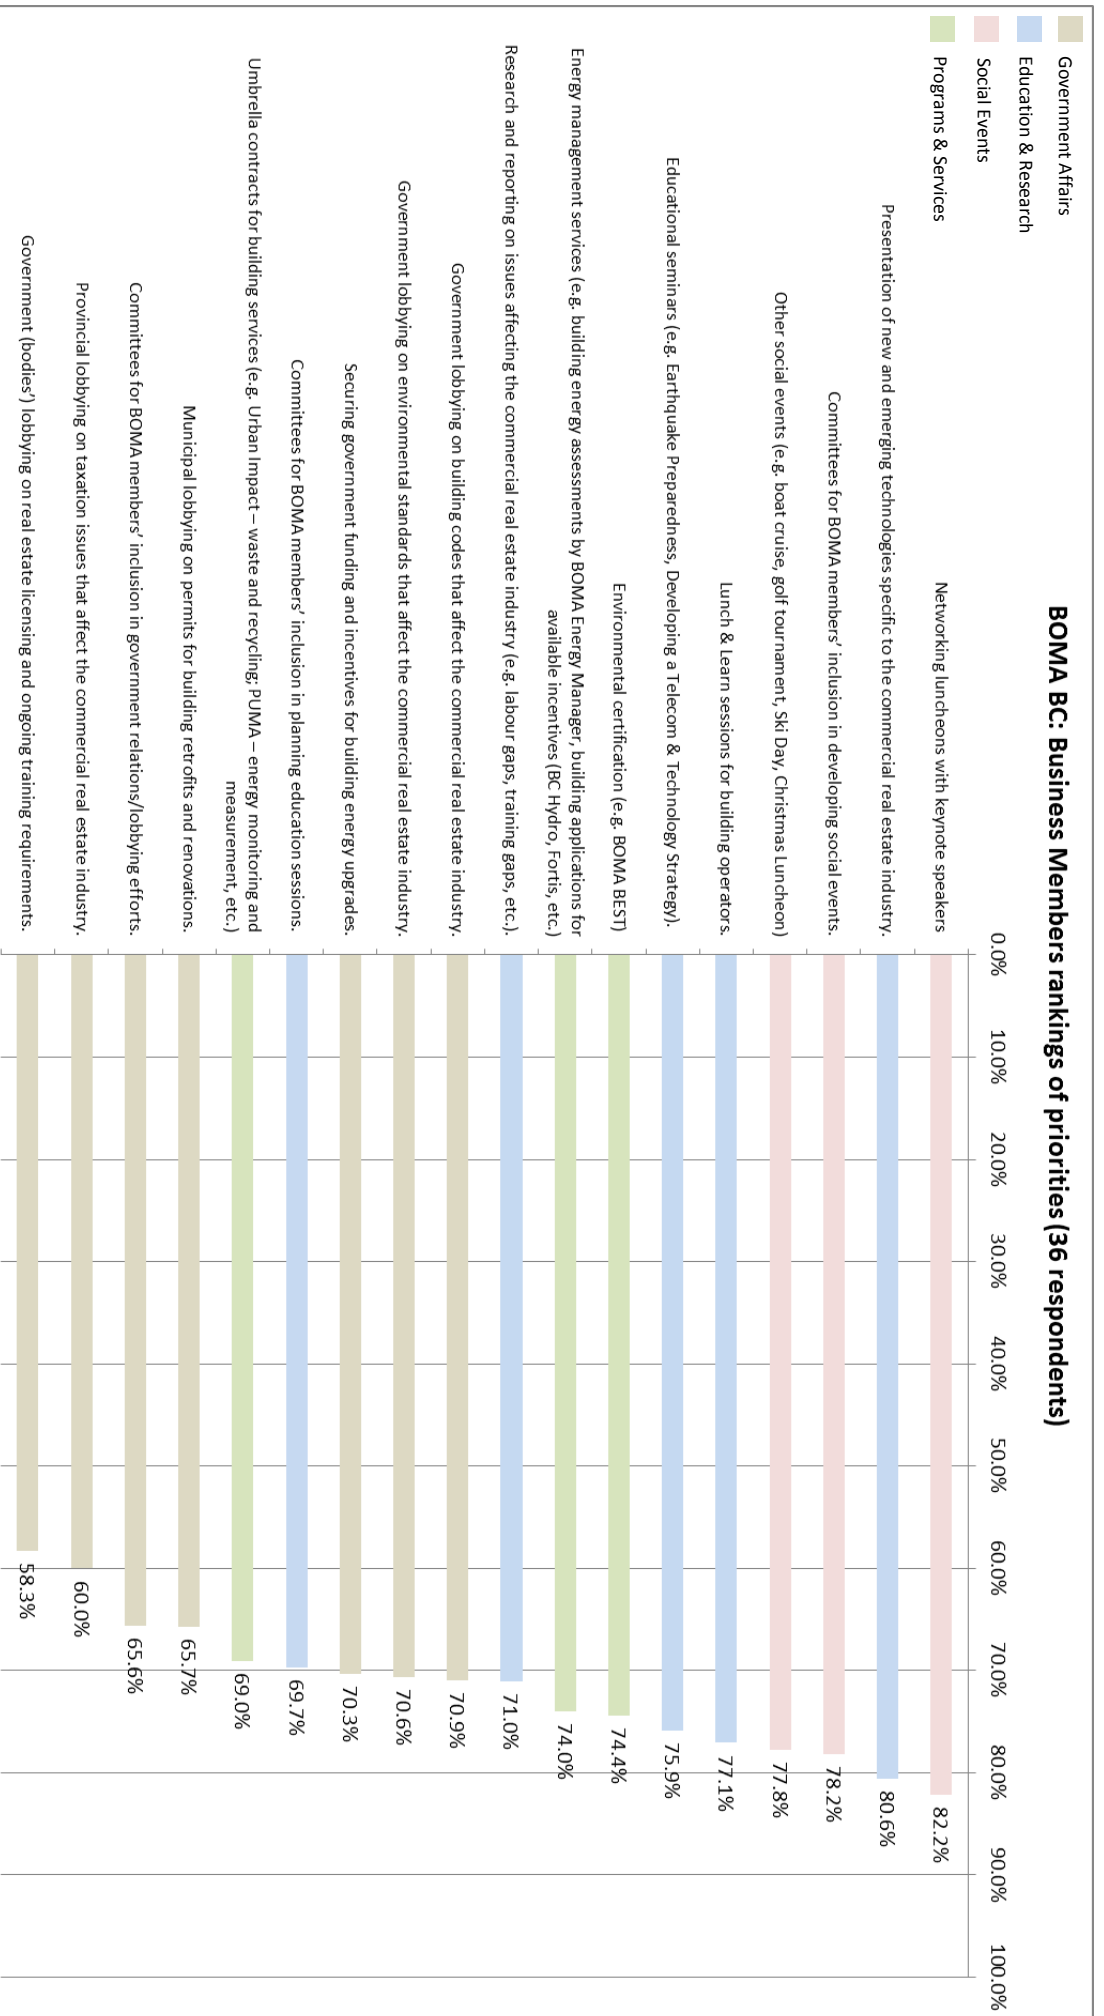 BOMA BC: Business Members rankings of priorities (36 respondents)
Government Affairs
Education & Research
Social Events
Programs & Services
0.0%
10.0%
20.0%
30.0%
40.0%
50.0%
60.0%
70.0%
80.0%
90.0%
100.0%
Networking luncheons with keynote speakers
82.2%
Presentation of new and emerging technologies specific to the commercial real estate industry.
80.6%
Committees for BOMA members' inclusion in developing social events.
78.2%
Other social events (e.g. boat cruise, golf tournament, Ski Day, Christmas Luncheon)
77.8%
Lunch & Learn sessions for building operators.
77.1%
Educational seminars (e.g. Earthquake Preparedness, Developing a Telecom & Technology Strategy).
75.9%
Environmental certification (e.g. BOMA BEST)
74.4%
Energy management services (e.g. building energy assessments by BOMA Energy Manager, building applications for
available incentives (BC Hydro, Fortis, etc.)
74.0%
Research and reporting on issues affecting the commercial real estate industry (e.g. labour gaps, training gaps, etc.).
71.0%
Government lobbying on building codes that affect the commercial real estate industry.
70.9%
Government lobbying on environmental standards that affect the commercial real estate industry.
70.6%
Securing government funding and incentives for building energy upgrades.
70.3%
Committees for BOMA members' inclusion in planning education sessions.
69.7%
Umbrella contracts for building services (e.g. Urban Impact – waste and recycling; PUMA – energy monitoring and
measurement, etc.)
69.0%
Municipal lobbying on permits for building retrofits and renovations.
65.7%
Committees for BOMA members' inclusion in government relations/lobbying efforts.
65.6%
Provincial lobbying on taxation issues that affect the commercial real estate industry.
60.0%
Government (bodies') lobbying on real estate licensing and ongoing training requirements.
58.3%